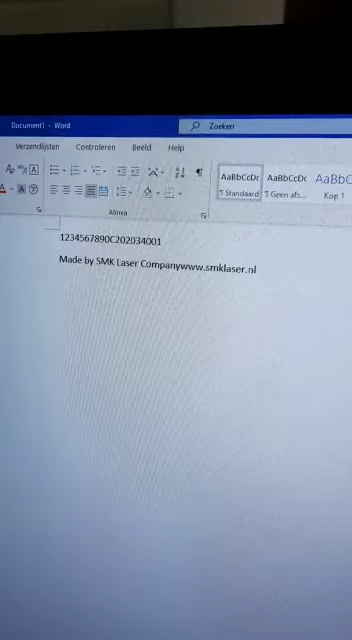 Document1 - Word
Zoeken
Verzendlijsten Controleren Beeld Help
Alinea
AaBbCcDc AaBbCcDc AaBbC
¶ Standaard ¶ Geen afs... Kop 1
1234567890C202034001
Made by SMK Laser Companywww.smklaser.nl